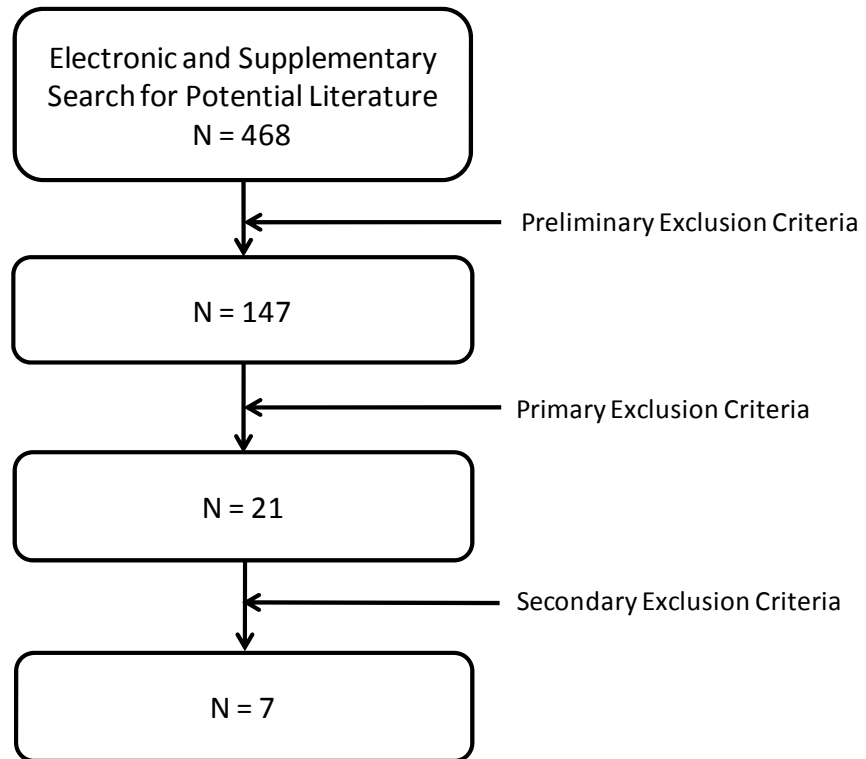 Electronic and Supplementary
Search for Potential Literature
N = 468
Preliminary Exclusion Criteria
N = 147
Primary Exclusion Criteria
N = 21
Secondary Exclusion Criteria
N = 7